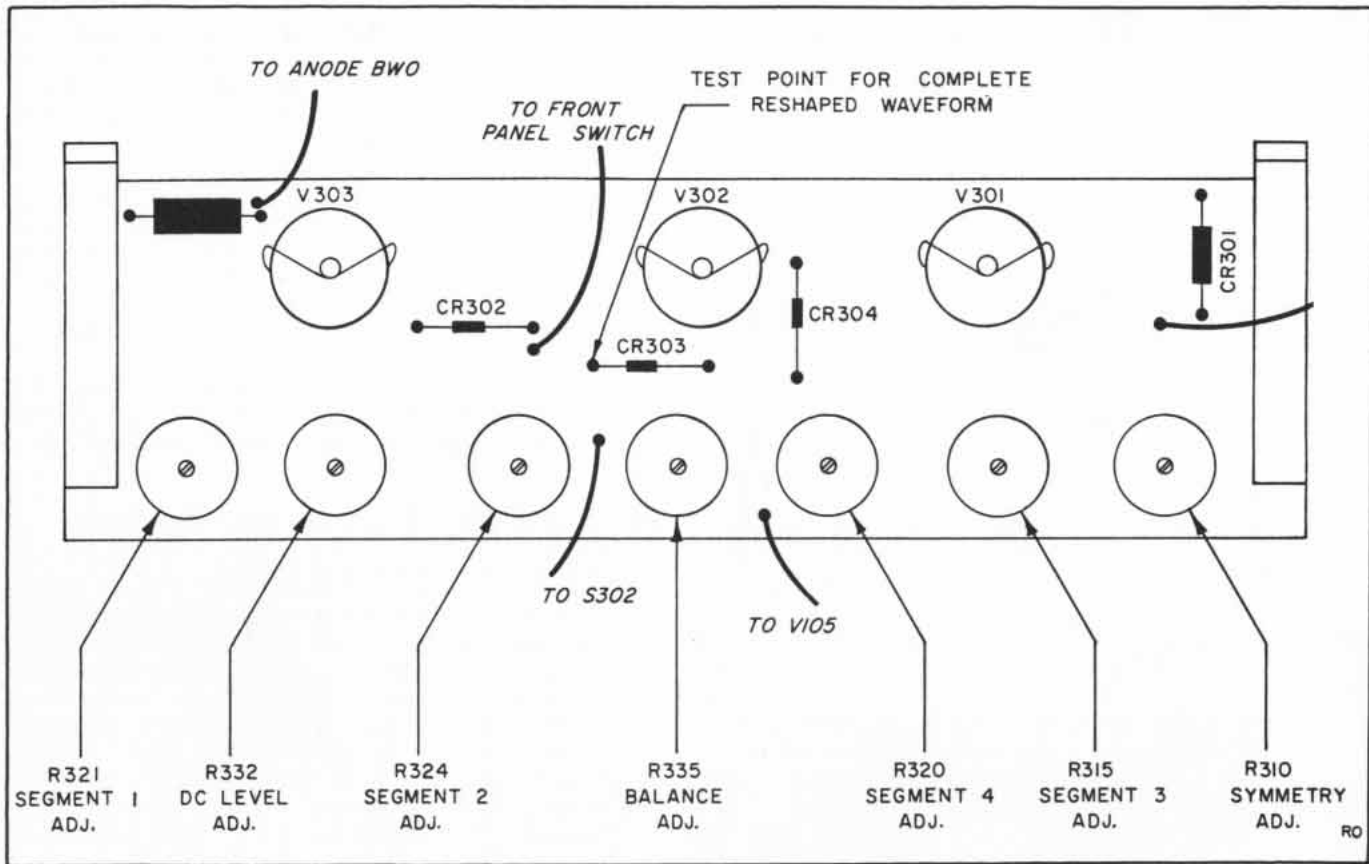 TO ANODE BWO
TO FRONT
PANEL SWITCH
TEST POINT FOR COMPLETE
RESHAPED WAVEFORM
V303
V302
V301
CR301
CR302
CR303
CR304
TO S302
TO V105
R321
SEGMENT 1
ADJ.
R332
DC LEVEL
ADJ.
R324
SEGMENT 2
ADJ.
R335
BALANCE
ADJ.
R320
SEGMENT 4
ADJ.
R315
SEGMENT 3
ADJ.
R310
SYMMETRY
ADJ.
RO